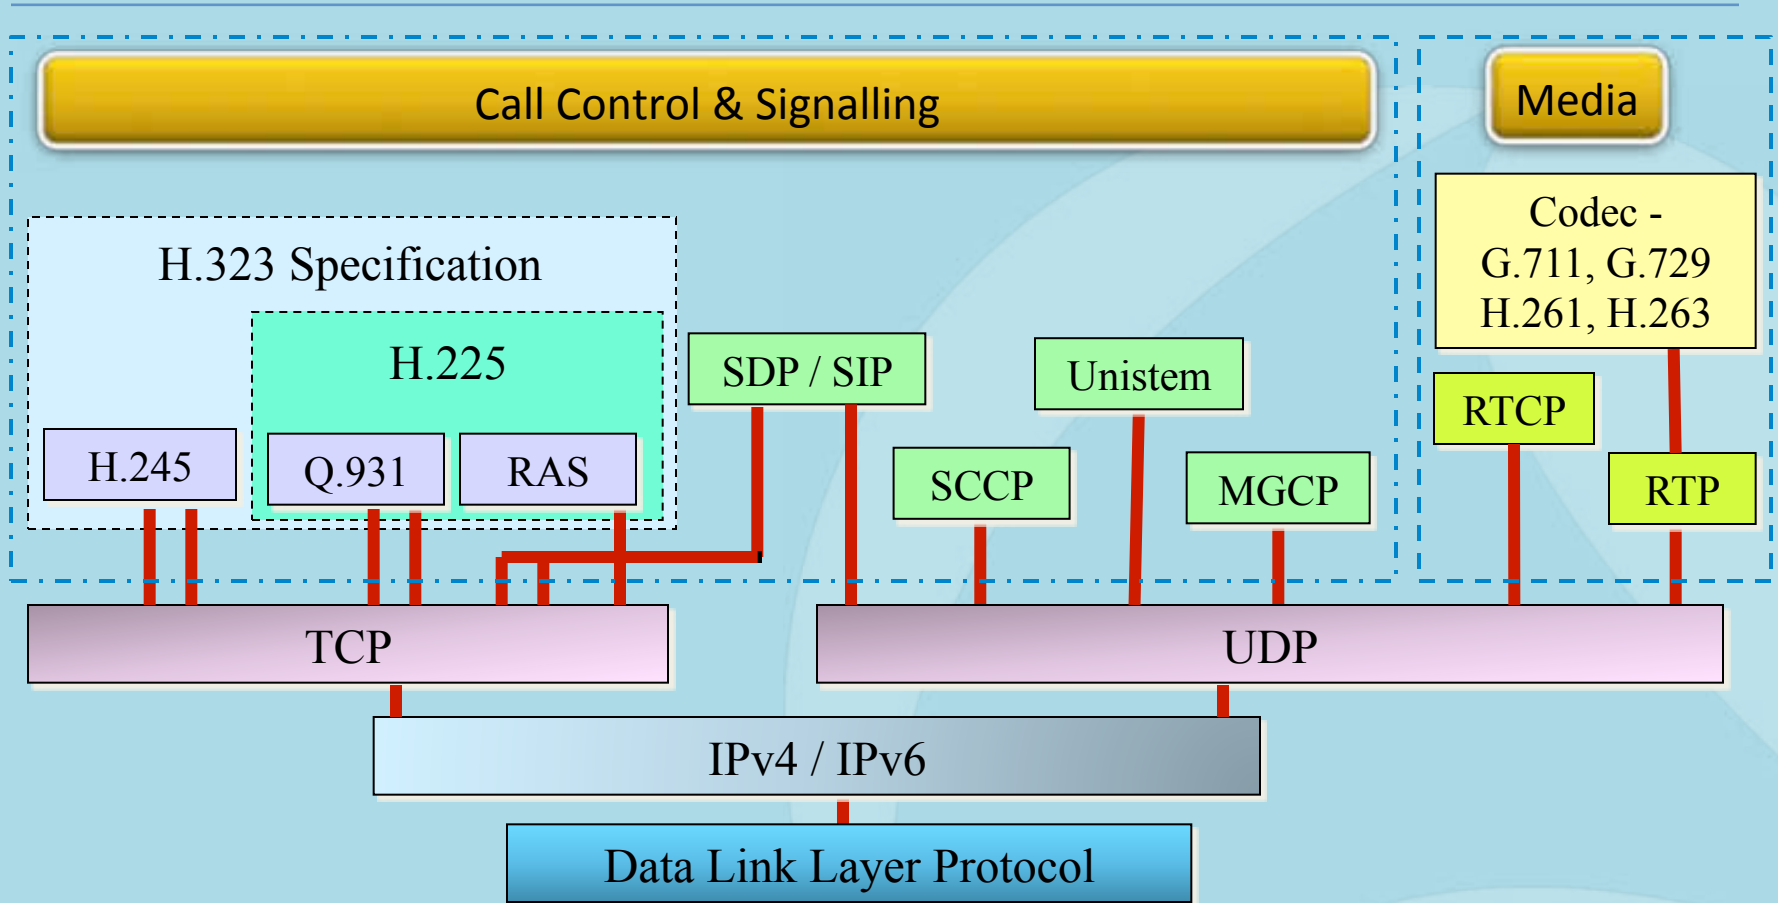 Call Control & Signalling
Media
Codec -
G.711, G.729
H.261, H.263
H.323 Specification
H.225
SDP / SIP
Unistem
RTCP
H.245
Q.931
RAS
SCCP
MGCP
RTP
TCP
UDP
IPv4 / IPv6
Data Link Layer Protocol